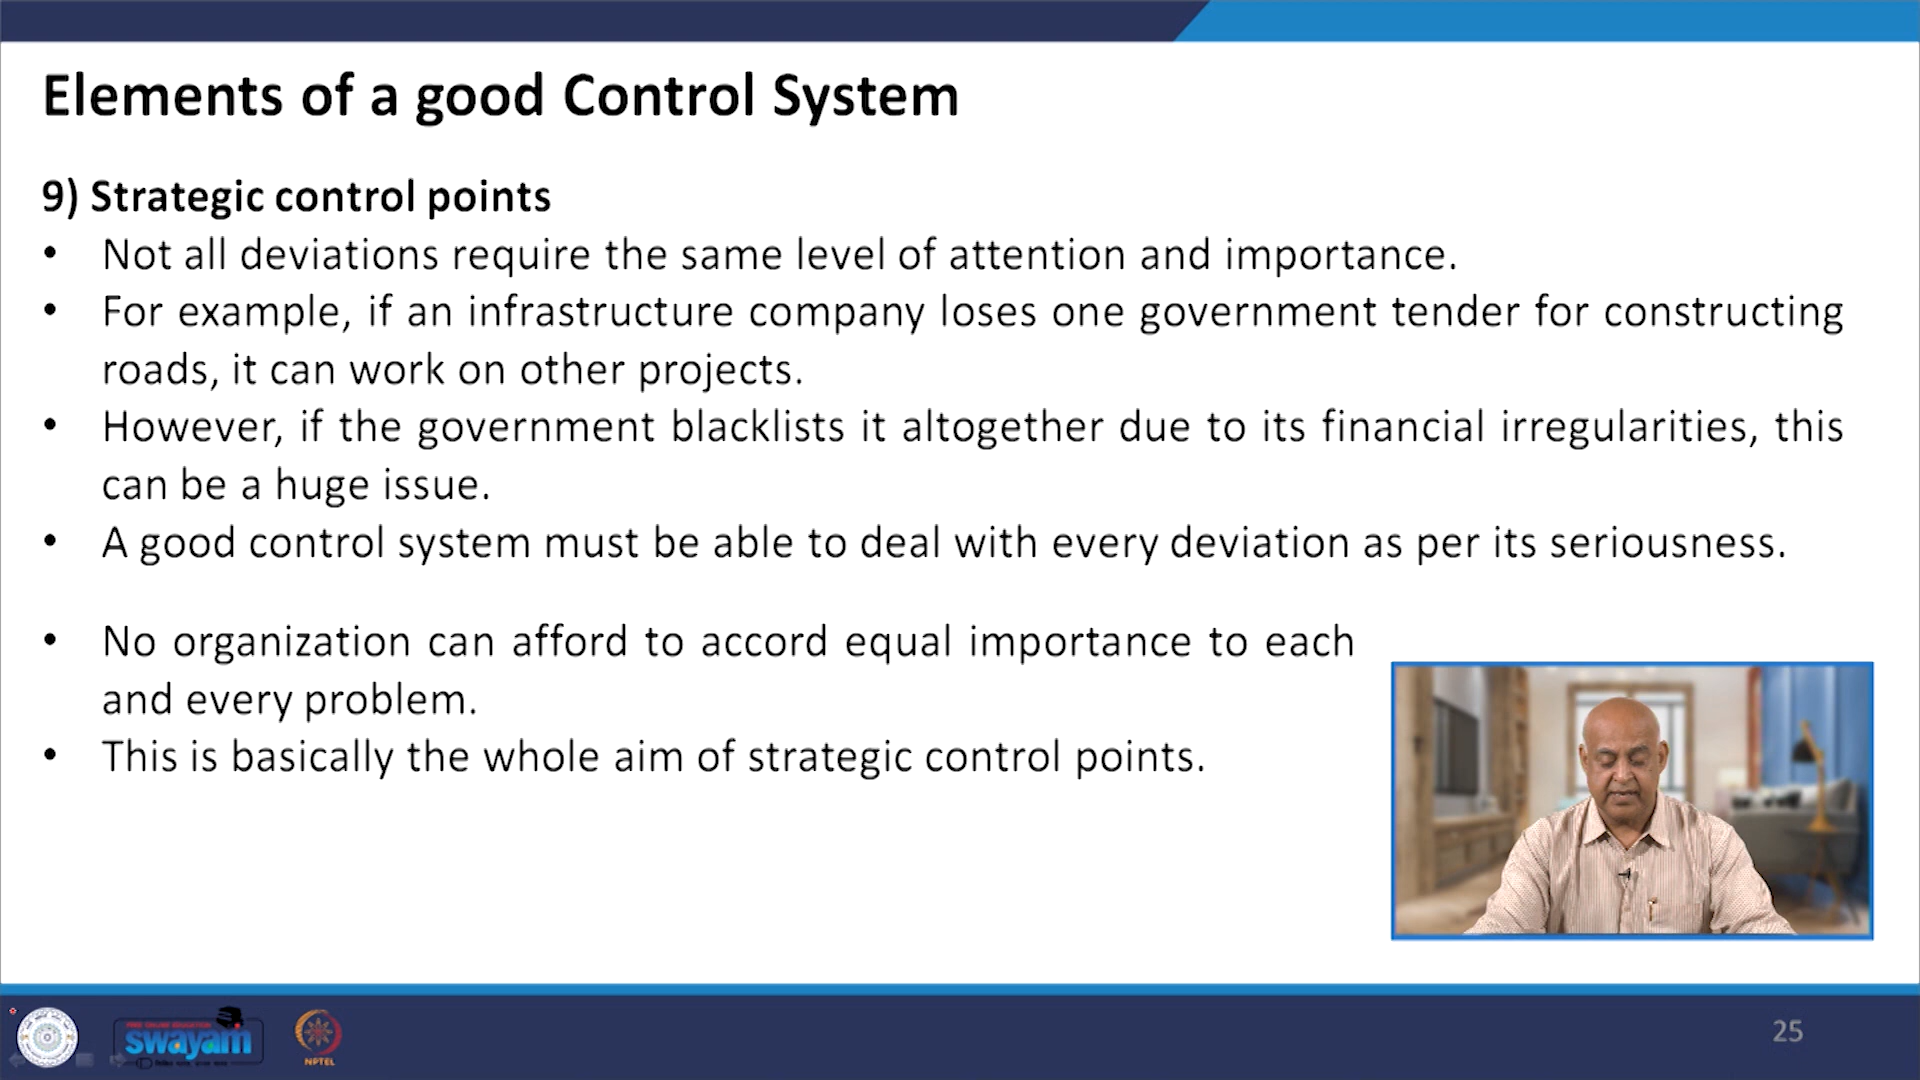 Elements of a good Control System
9) Strategic control points
• Not all deviations require the same level of attention and importance.
• For example, if an infrastructure company loses one government tender for constructing
roads, it can work on other projects.
• However, if the government blacklists it altogether due to its financial irregularities, this
can be a huge issue.
• A good control system must be able to deal with every deviation as per its seriousness.
• No organization can afford to accord equal importance to each
and every problem.
• This is basically the whole aim of strategic control points.
FREE ONLINE EDUCATION
swayam
NPTEL
25